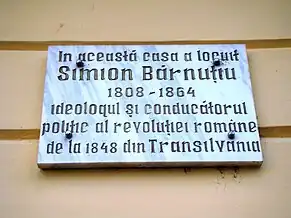 In această casa a locuit
Simion Bărnuțiu
1808-1864
ideologul și conducătorul
politic al revoluției române
de la 1848 din Transilvania